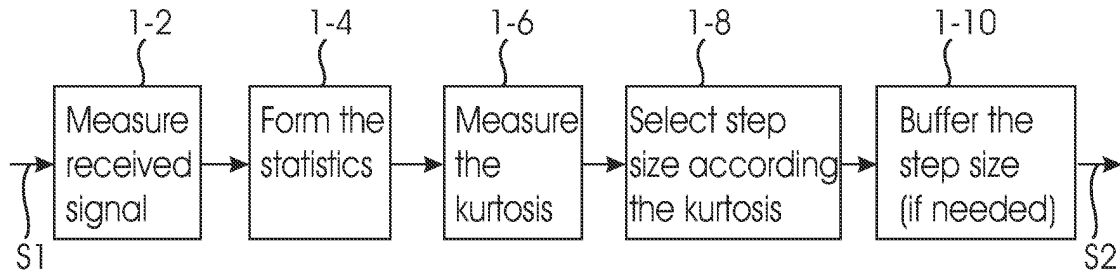 1-2
1-4
1-6
1-8
1-10
Measure
received
signal
Form the
statistics
Measure
the
kurtosis
Select step
size according
the kurtosis
Buffer the
step size
(if needed)
S1
S2